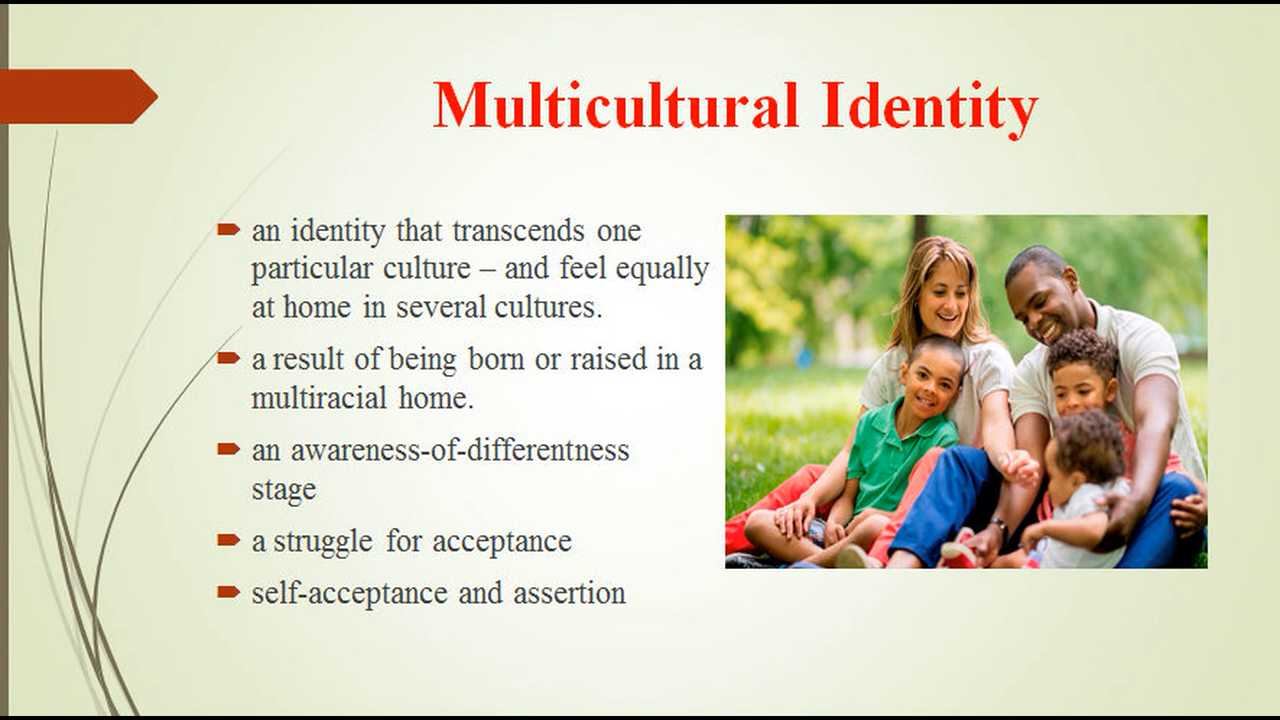 Multicultural Identity
an identity that transcends one
particular culture – and feel equally
at home in several cultures.
a result of being born or raised in a
multiracial home.
an awareness-of-differentness
stage
a struggle for acceptance
self-acceptance and assertion